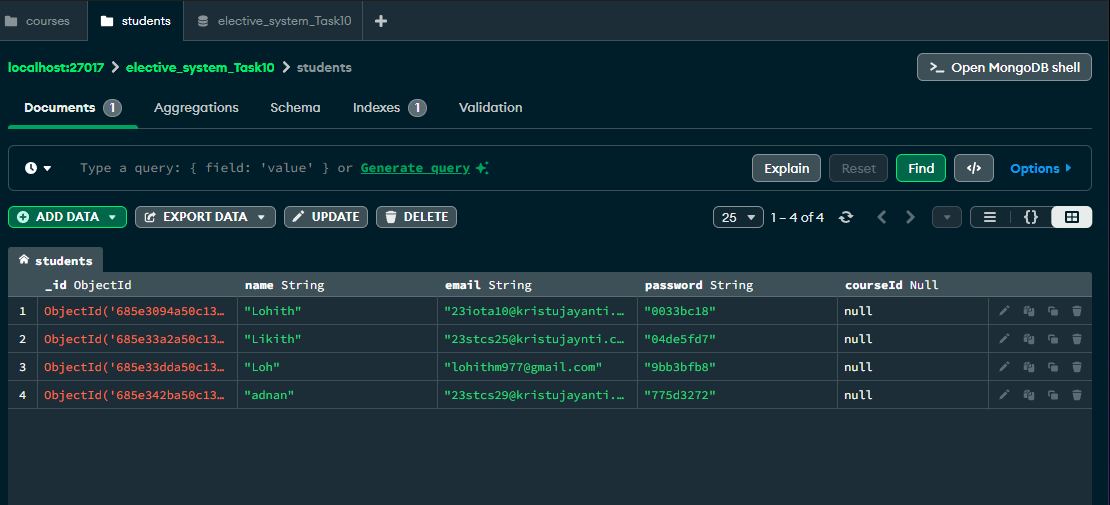 courses students elective_system_Task10 +
localhost:27017 > elective_system_Task10 > students >_ Open MongoDB shell
Documents 1 Aggregations Schema Indexes 1 Validation
Type a query: { field: 'value' } or Generate query Explain Reset Find </> Options
ADD DATA EXPORT DATA UPDATE DELETE 25 1 – 4 of 4 {}
students
_id ObjectId name String email String password String courseId Null
1 ObjectId('685e3094a50c13… "Lohith" "23iota10@kristujayanti.… "0033bc18" null
2 ObjectId('685e33a2a50c13… "Likith" "23stcs25@kristujaynti.c… "04de5fd7" null
3 ObjectId('685e33dda50c13… "Loh" "lohithm977@gmail.com" "9bb3bfb8" null
4 ObjectId('685e342ba50c13… "adnan" "23stcs29@kristujayanti.… "775d3272" null